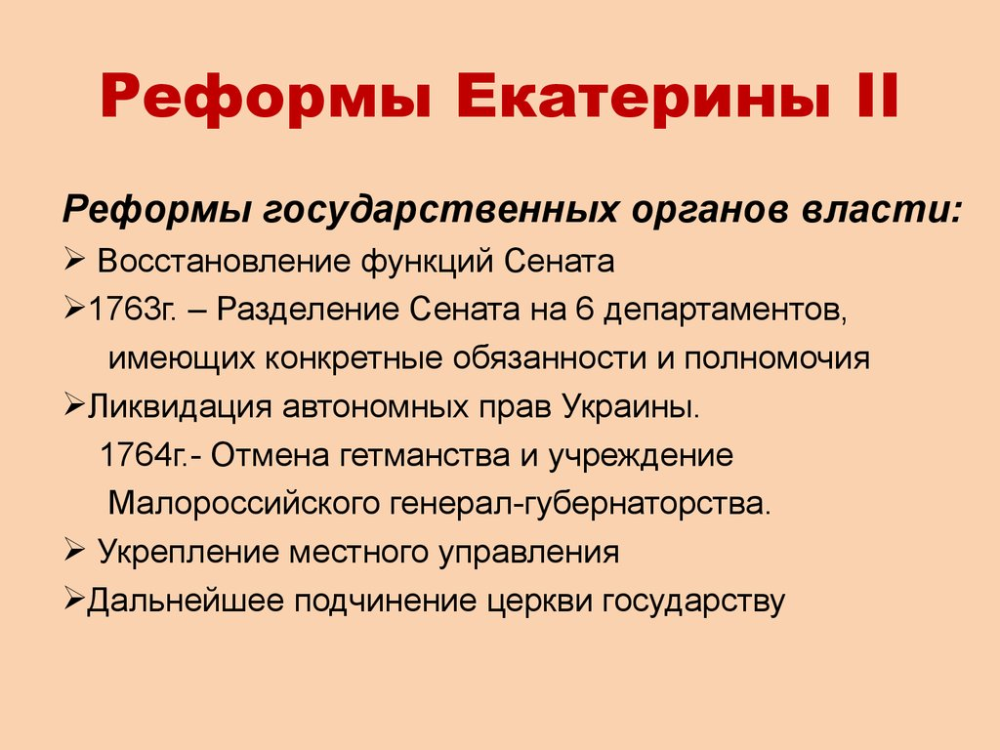 Реформы Екатерины II
Реформы государственных органов власти:
➢ Восстановление функций Сената
➢1763г. – Разделение Сената на 6 департаментов,
имеющих конкретные обязанности и полномочия
➢Ликвидация автономных прав Украины.
1764г.- Отмена гетманства и учреждение
Малороссийского генерал-губернаторства.
➢ Укрепление местного управления
➢Дальнейшее подчинение церкви государству